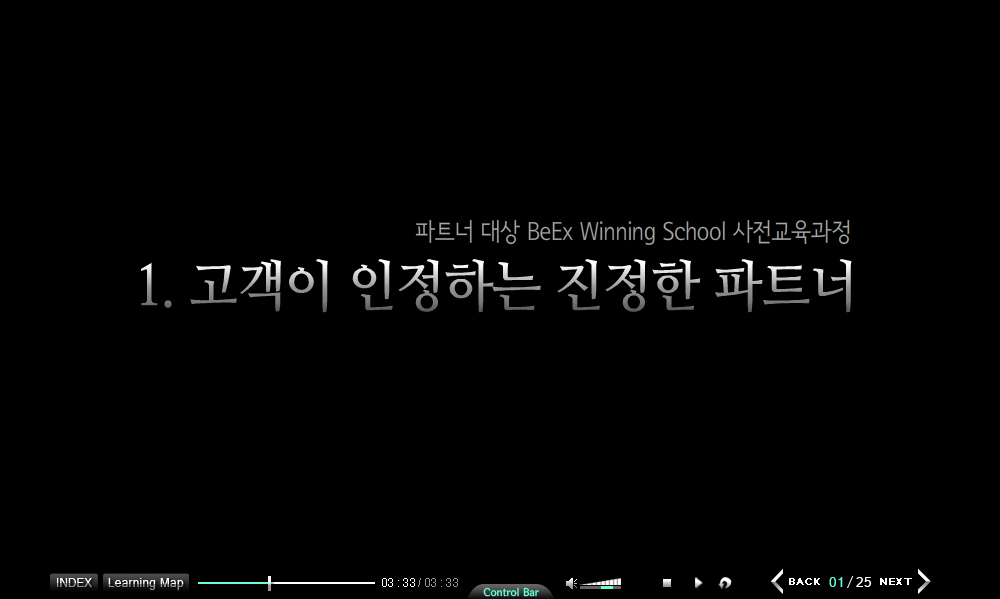 파트너 대상 BeEx Winning School 사전교육과정
1. 고객이 인정하는 진정한 파트너
INDEX Learning Map 03 : 33 / 03 : 33 Control Bar BACK 01 / 25 NEXT